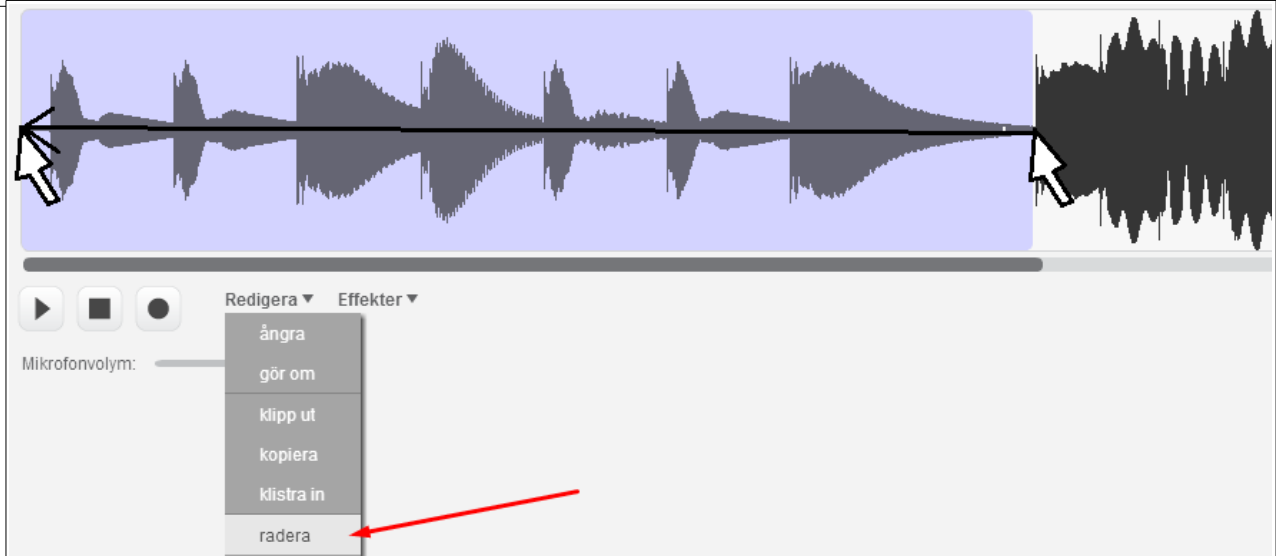 Redigera Effekter
ångra
Mikrofonvolym:
gör om
klipp ut
kopiera
klistra in
radera